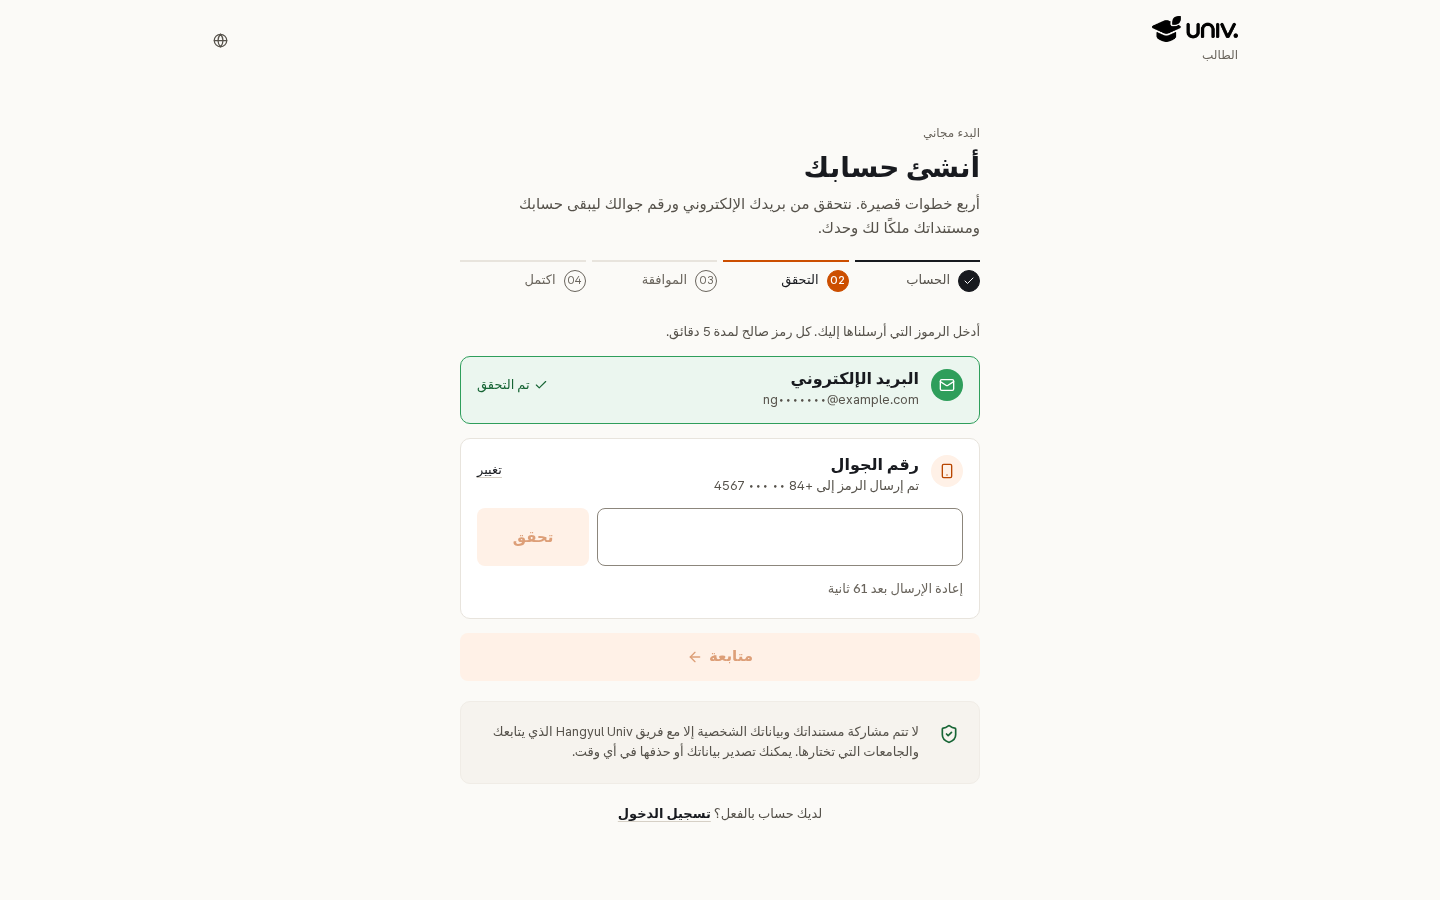 UNIV.
الطالب
البدء مجاني
أنشئ حسابك
أربع خطوات قصيرة. نتحقق من بريدك الإلكتروني ورقم جوالك ليبقى حسابك
ومستنداتك ملكًا لك وحدك.
الحساب
02 التحقق
03 الموافقة
04 اكتمل
أدخل الرموز التي أرسلناها إليك. كل رمز صالح لمدة 5 دقائق.
البريد الإلكتروني
ng•••••••@example.com
تم التحقق
رقم الجوال
تم إرسال الرمز إلى +84 •• ••• 4567
تغيير
تحقق
إعادة الإرسال بعد 61 ثانية
متابعة
لا تتم مشاركة مستنداتك وبياناتك الشخصية إلا مع فريق Hangyul Univ الذي يتابعك
والجامعات التي تختارها. يمكنك تصدير بياناتك أو حذفها في أي وقت.
لديك حساب بالفعل؟ تسجيل الدخول